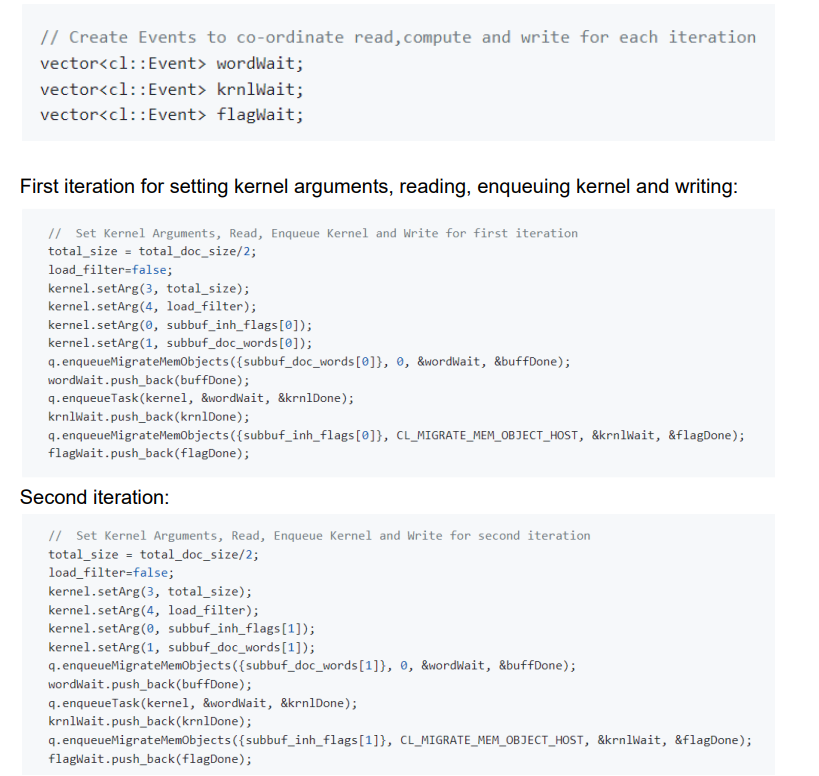 // Create Events to co-ordinate read,compute and write for each iteration
vector<cl::Event> wordWait;
vector<cl::Event> krnlWait;
vector<cl::Event> flagWait;
First iteration for setting kernel arguments, reading, enqueuing kernel and writing:
//  Set Kernel Arguments, Read, Enqueue Kernel and Write for first iteration
total_size = total_doc_size/2;
load_filter=false;
kernel.setArg(3, total_size);
kernel.setArg(4, load_filter);
kernel.setArg(0, subbuf_inh_flags[0]);
kernel.setArg(1, subbuf_doc_words[0]);
q.enqueueMigrateMemObjects({subbuf_doc_words[0]}, 0, &wordWait, &buffDone);
wordWait.push_back(buffDone);
q.enqueueTask(kernel, &wordWait, &krnlDone);
krnlWait.push_back(krnlDone);
q.enqueueMigrateMemObjects({subbuf_inh_flags[0]}, CL_MIGRATE_MEM_OBJECT_HOST, &krnlWait, &flagDone);
flagWait.push_back(flagDone);
Second iteration:
//  Set Kernel Arguments, Read, Enqueue Kernel and Write for second iteration
total_size = total_doc_size/2;
load_filter=false;
kernel.setArg(3, total_size);
kernel.setArg(4, load_filter);
kernel.setArg(0, subbuf_inh_flags[1]);
kernel.setArg(1, subbuf_doc_words[1]);
q.enqueueMigrateMemObjects({subbuf_doc_words[1]}, 0, &wordWait, &buffDone);
wordWait.push_back(buffDone);
q.enqueueTask(kernel, &wordWait, &krnlDone);
krnlWait.push_back(krnlDone);
q.enqueueMigrateMemObjects({subbuf_inh_flags[1]}, CL_MIGRATE_MEM_OBJECT_HOST, &krnlWait, &flagDone);
flagWait.push_back(flagDone);